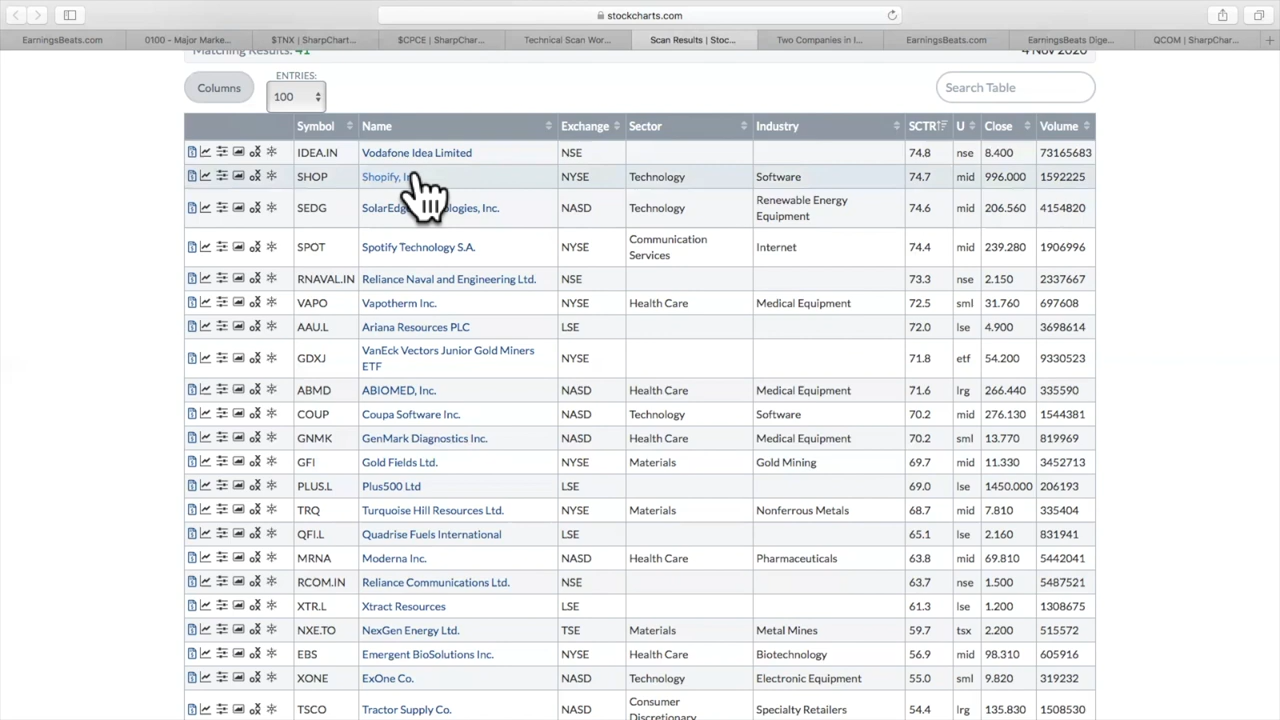 stockcharts.com
EarningsBeats.com
0100 - Major Marke...
$TNX | SharpChart...
$CPCE | SharpChar...
Technical Scan Wor...
Scan Results | Stoc...
Two Companies in I...
EarningsBeats.com
EarningsBeats Dige...
QCOM | SharpChar...
Matching Results: 41
4 Nov 2020
Columns
ENTRIES:
100
Search Table
Symbol Name Exchange Sector Industry SCTR U Close Volume
IDEA.IN Vodafone Idea Limited NSE 74.8 nse 8.400 73165683
SHOP Shopify, NYSE Technology Software 74.7 mid 996.000 1592225
SEDG NASD Technology Renewable Energy Equipment 74.6 mid 206.560 4154820
SPOT Spotify Technology S.A. NYSE Communication Services Internet 74.4 mid 239.280 1906996
RNAVAL.IN Reliance Naval and Engineering Ltd. NSE 73.3 nse 2.150 2337667
VAPO Vapotherm Inc. NYSE Health Care Medical Equipment 72.5 sml 31.760 697608
AAU.L Ariana Resources PLC LSE 72.0 lse 4.900 3698614
GDXJ VanEck Vectors Junior Gold Miners ETF NYSE 71.8 etf 54.200 9330523
ABMD ABIOMED, Inc. NASD Health Care Medical Equipment 71.6 lrg 266.440 335590
COUP Coupa Software Inc. NASD Technology Software 70.2 mid 276.130 1544381
GNMK GenMark Diagnostics Inc. NASD Health Care Medical Equipment 70.2 sml 13.770 819969
GFI Gold Fields Ltd. NYSE Materials Gold Mining 69.7 mid 11.330 3452713
PLUS.L Plus500 Ltd LSE 69.0 lse 1450.000 206193
TRQ Turquoise Hill Resources Ltd. NYSE Materials Nonferrous Metals 68.7 mid 7.810 335404
QFI.L Quadrise Fuels International LSE 65.1 lse 2.160 831941
MRNA Moderna Inc. NASD Health Care Pharmaceuticals 63.8 mid 69.810 5442041
RCOM.IN Reliance Communications Ltd. NSE 63.7 nse 1.500 5487521
XTR.L Xtract Resources LSE 61.3 lse 1.200 1308675
NXE.TO NexGen Energy Ltd. TSE Materials Metal Mines 59.7 tsx 2.200 515572
EBS Emergent BioSolutions Inc. NYSE Health Care Biotechnology 56.9 mid 98.310 605916
XONE ExOne Co. NASD Technology Electronic Equipment 55.0 sml 9.820 319232
TSCO Tractor Supply Co. NASD Consumer Discretionary Specialty Retailers 54.4 lrg 135.830 1508530